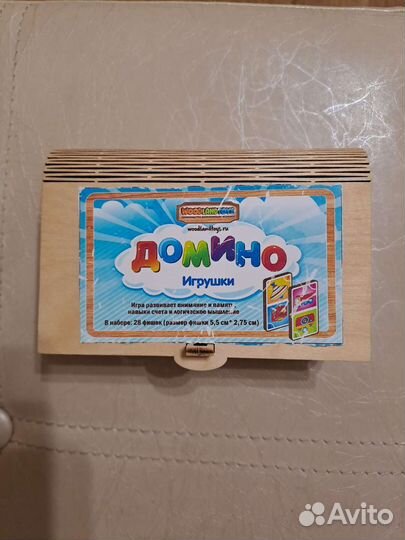 WOODLANDTOYS
woodlandtoys.ru
ДОМИНО
Игрушки
Игра развивает внимание и память,
навыки счета и логическое мышление
В наборе: 28 фишек (размер фишки 5,5 см* 2,75 см)
Avito